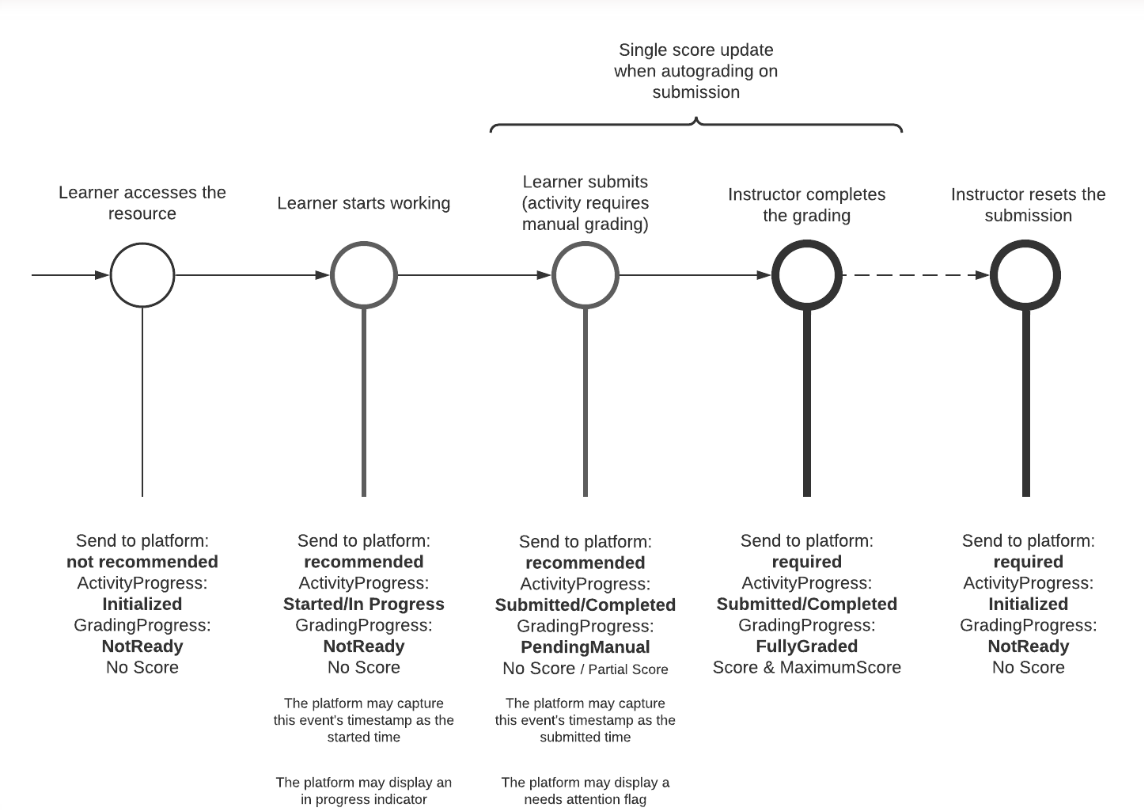 Single score update
when autograding on
submission
Learner accesses the
resource
Learner starts working
Learner submits
(activity requires
manual grading)
Instructor completes
the grading
Instructor resets the
submission
Send to platform:
not recommended
ActivityProgress:
Initialized
GradingProgress:
NotReady
No Score
Send to platform:
recommended
ActivityProgress:
Started/In Progress
GradingProgress:
NotReady
No Score
The platform may capture
this event's timestamp as the
started time
The platform may display an
in progress indicator
Send to platform:
recommended
ActivityProgress:
Submitted/Completed
GradingProgress:
PendingManual
No Score / Partial Score
The platform may capture
this event's timestamp as the
submitted time
The platform may display a
needs attention flag
Send to platform:
required
ActivityProgress:
Submitted/Completed
GradingProgress:
FullyGraded
Score & MaximumScore
Send to platform:
required
ActivityProgress:
Initialized
GradingProgress:
NotReady
No Score